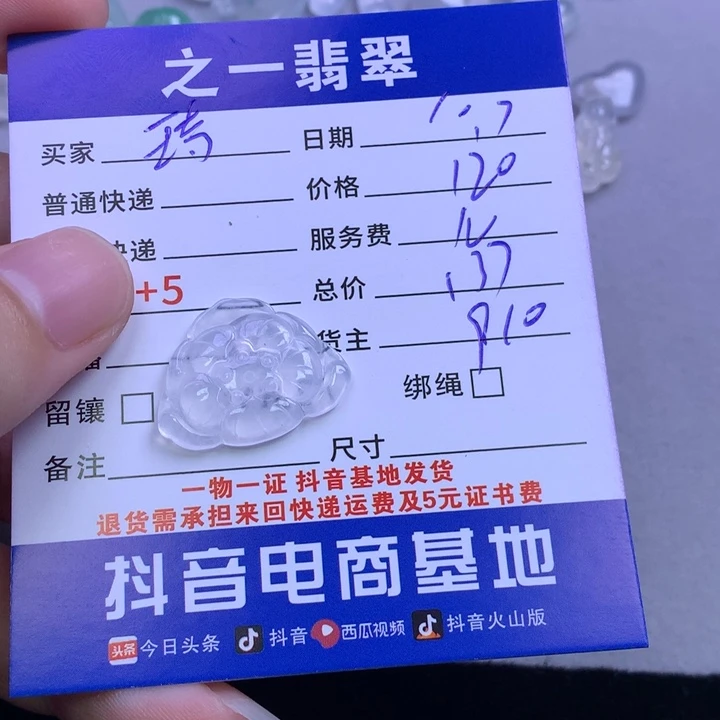 之一翡翠
买家 琦 日期
普通快递 价格 120
快递 服务费
+5 总价 137
货主 910
留镶 绑绳
备注 尺寸
一物一证 抖音基地发货
退货需承担来回快递运费及5元证书费
抖音电商基地
头条 今日头条 抖音 西瓜视频 抖音火山版